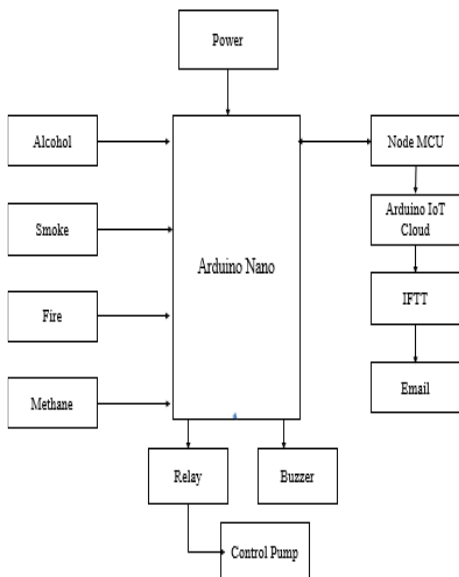 Power
Alcohol
Node MCU
Smoke
Arduino IoT
Cloud
Arduino Nano
Fire
IFTT
Methane
Email
Relay
Buzzer
Control Pump